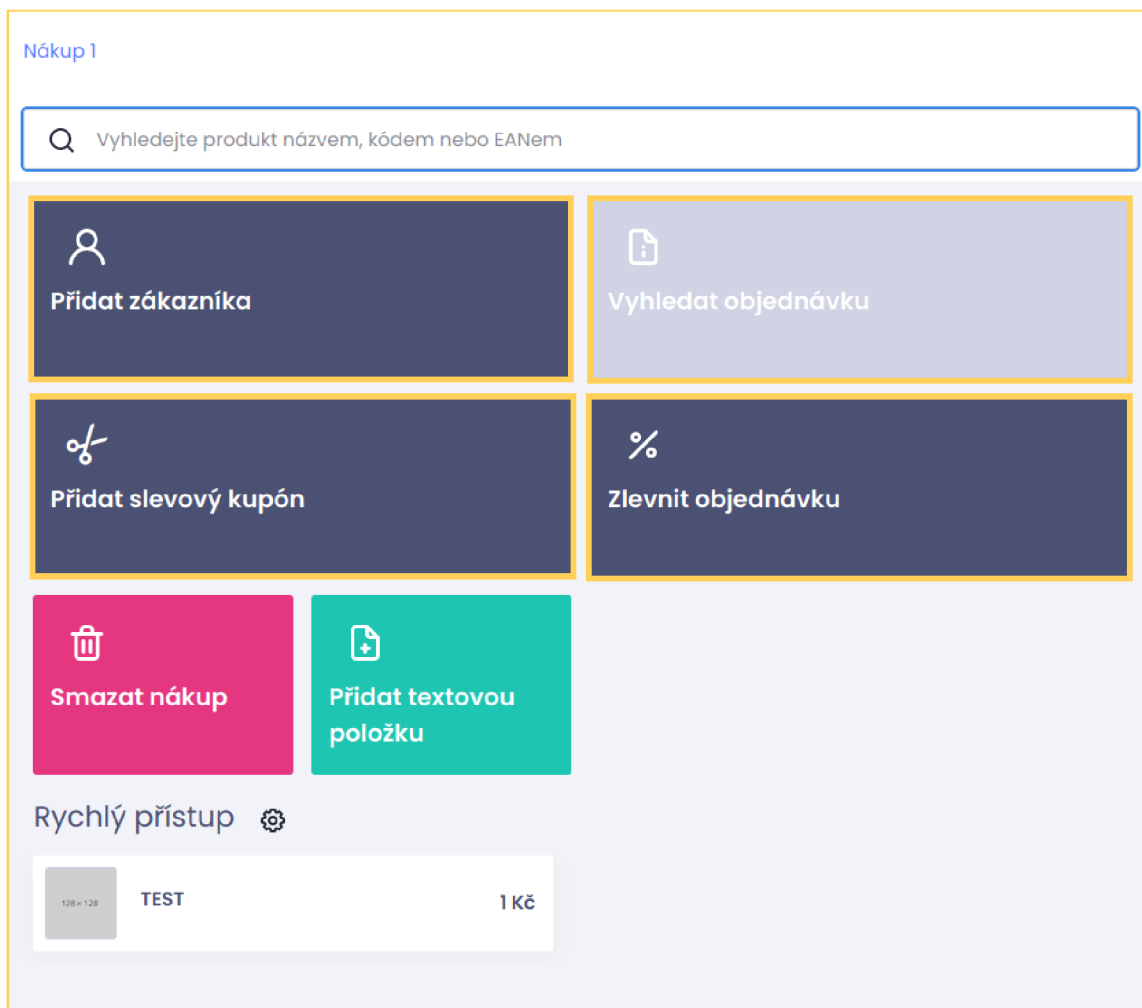 Nákup 1
Vyhledejte produkt názvem, kódem nebo EANem
Přidat zákazníka
Vyhledat objednávku
Přidat slevový kupón
Zlevnit objednávku
Smazat nákup
Přidat textovou
položku
Rychlý přístup
128 × 128
TEST
1 Kč